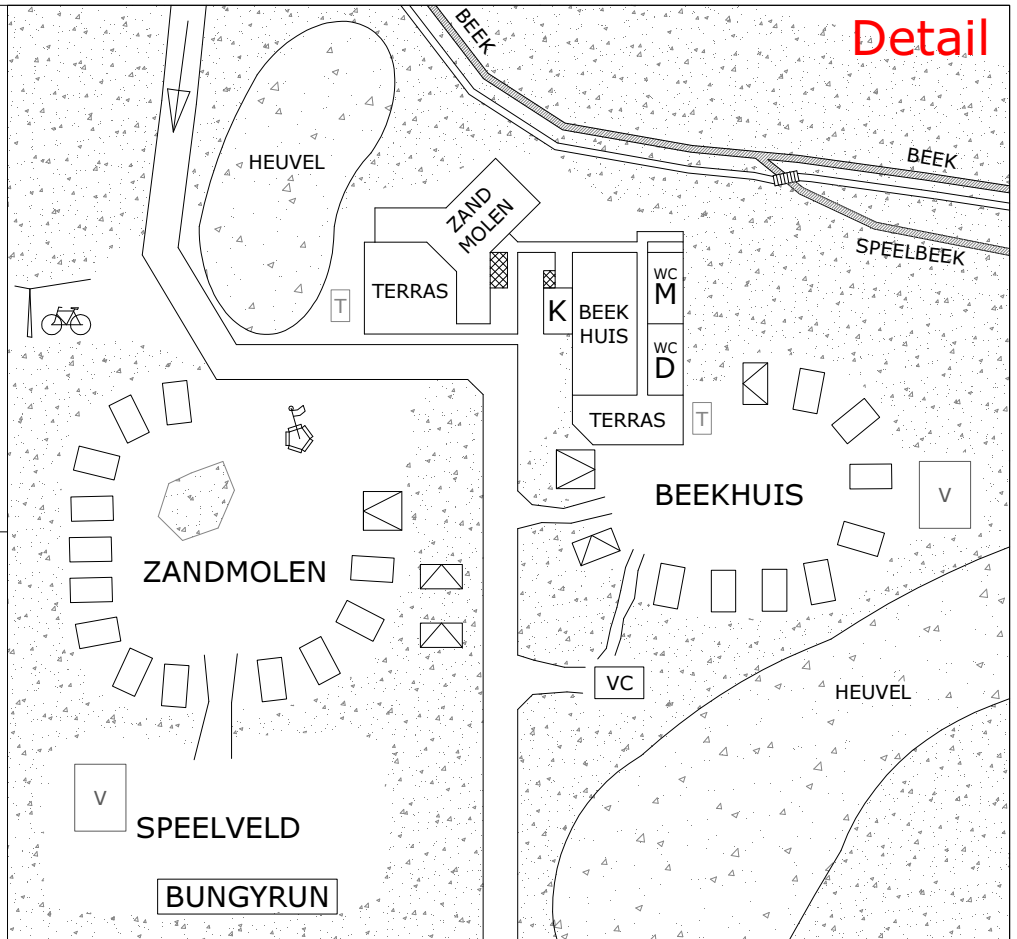 Detail
BEEK
BEEK
HEUVEL
ZAND
MOLEN
SPEELBEEK
TERRAS
T
K
BEEK
HUIS
WC
M
WC
D
TERRAS
T
BEEKHUIS
V
ZANDMOLEN
VC
HEUVEL
V
SPEELVELD
BUNGYRUN